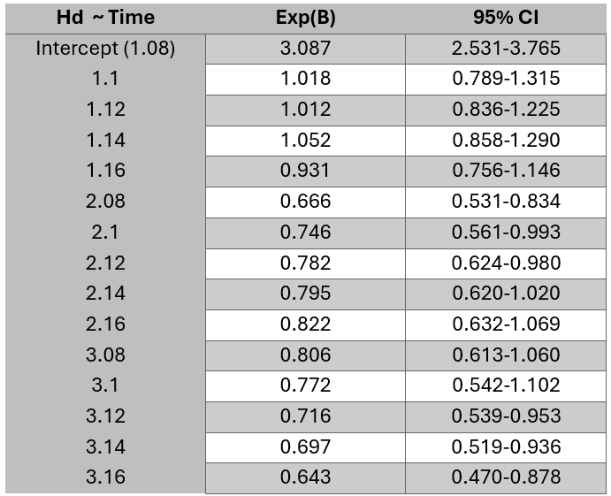 Hd ~ Time Exp(B) 95% CI
Intercept (1.08) 3.087 2.531-3.765
1.1 1.018 0.789-1.315
1.12 1.012 0.836-1.225
1.14 1.052 0.858-1.290
1.16 0.931 0.756-1.146
2.08 0.666 0.531-0.834
2.1 0.746 0.561-0.993
2.12 0.782 0.624-0.980
2.14 0.795 0.620-1.020
2.16 0.822 0.632-1.069
3.08 0.806 0.613-1.060
3.1 0.772 0.542-1.102
3.12 0.716 0.539-0.953
3.14 0.697 0.519-0.936
3.16 0.643 0.470-0.878